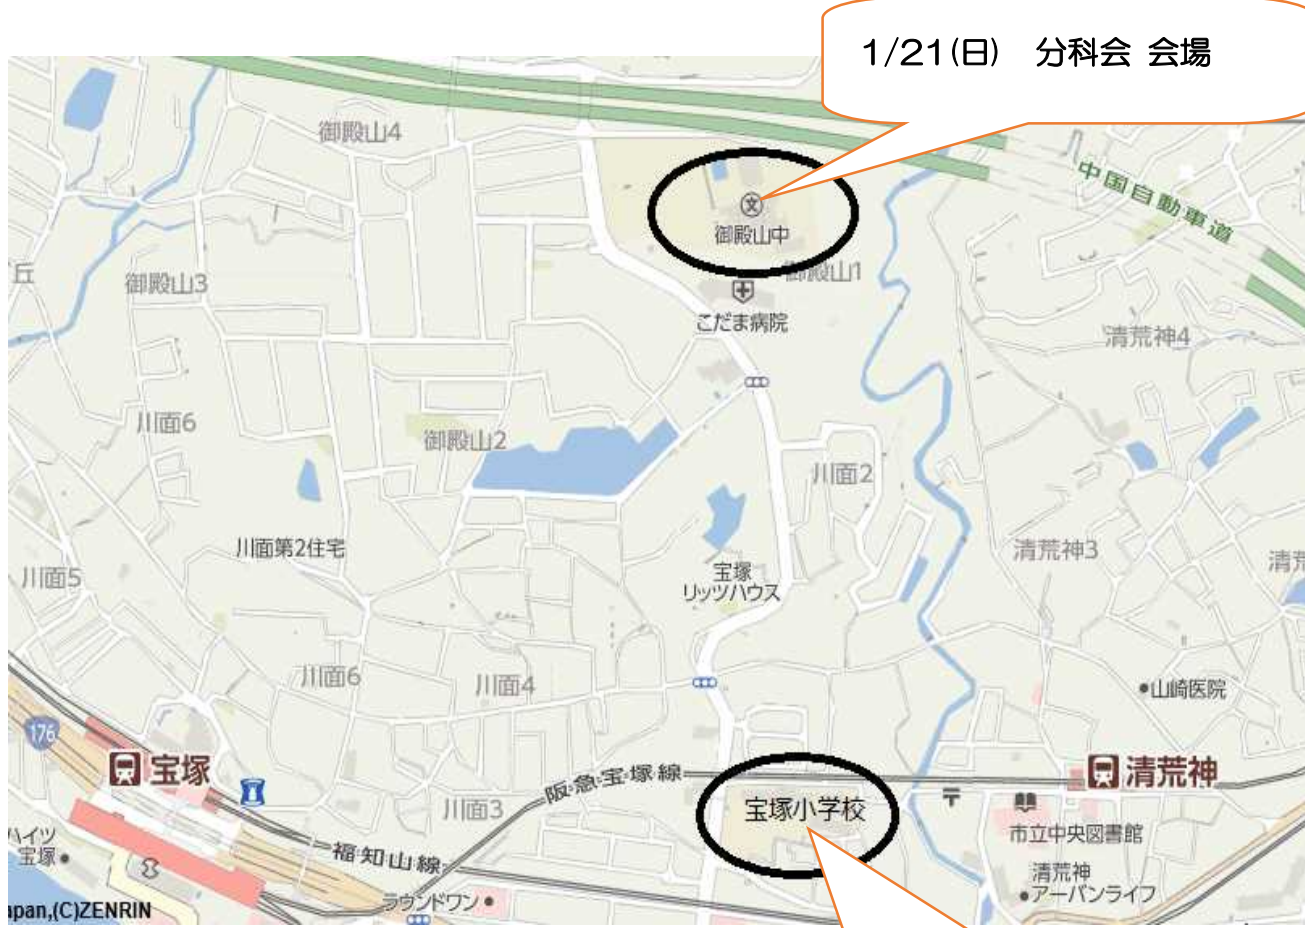 1/21(日) 分科会 会場
御殿山4
中国自動車道
御殿山中
丘
御殿山3
御殿山1
こだま病院
清荒神4
川面6
御殿山2
川面2
川面第2住宅
清荒神3
清荒
川面5
宝塚
リッツハウス
川面6
川面4
山崎医院
176
宝塚
阪急宝塚線
清荒神
川面3
宝塚小学校
市立中央図書館
ハイツ
宝塚
福知山線
清荒神
アーバンライフ
ラウンドワン
apan,(C)ZENRIN